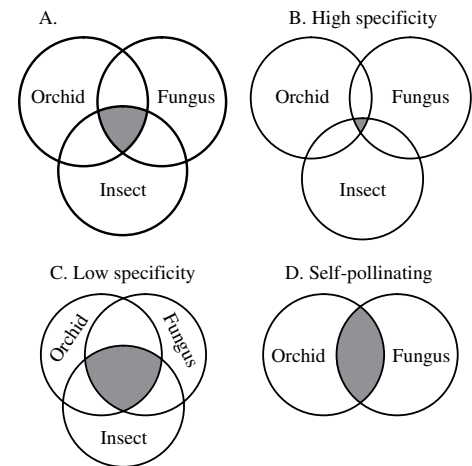 A.
Orchid
Fungus
Insect
B. High specificity
Orchid
Fungus
Insect
C. Low specificity
Orchid
Fungus
Insect
D. Self-pollinating
Orchid
Fungus